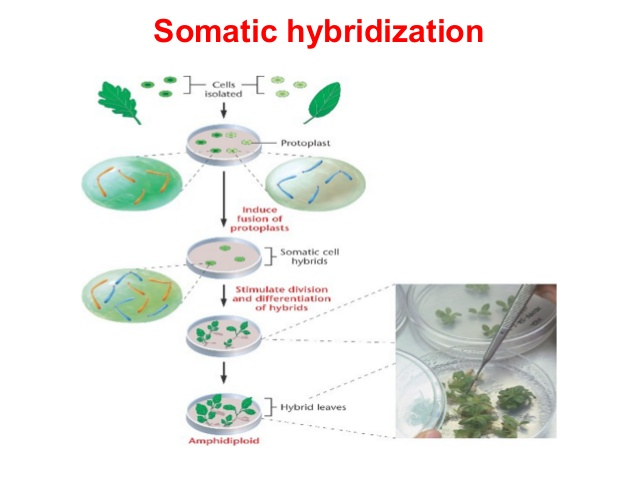 Somatic hybridization
Cells
isolated
Protoplast
Induce
fusion of
protoplasts
Somatic cell
hybrids
Stimulate division
and differentiation
of hybrids
Hybrid leaves
Amphidiploid